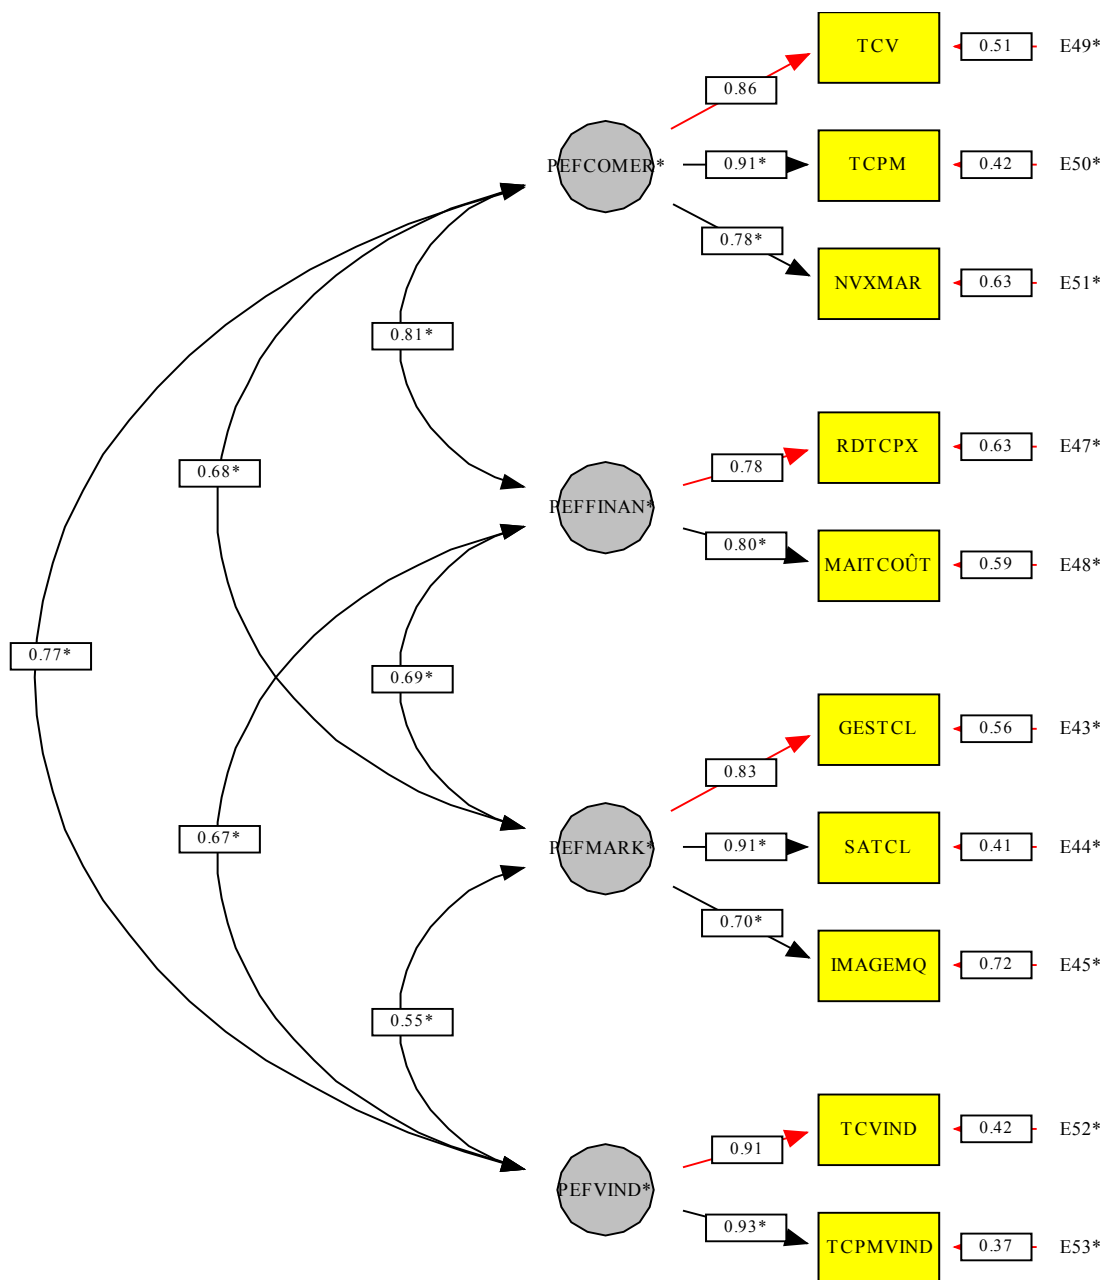 TCV
0.51
E49*
0.86
PEFCOMER*
0.91*
TCPM
0.42
E50*
0.78*
NVXMAR
0.63
E51*
0.81*
RDTCPX
0.63
E47*
0.78
0.68*
PEFFINAN*
0.80*
MAITCOÛT
0.59
E48*
0.77*
0.69*
GESTCL
0.56
E43*
0.83
0.67*
PEFMARK*
0.91*
SATCL
0.41
E44*
0.70*
IMAGEMQ
0.72
E45*
0.55*
TCVIND
0.42
E52*
0.91
PEFVIND*
0.93*
TCPMVIND
0.37
E53*